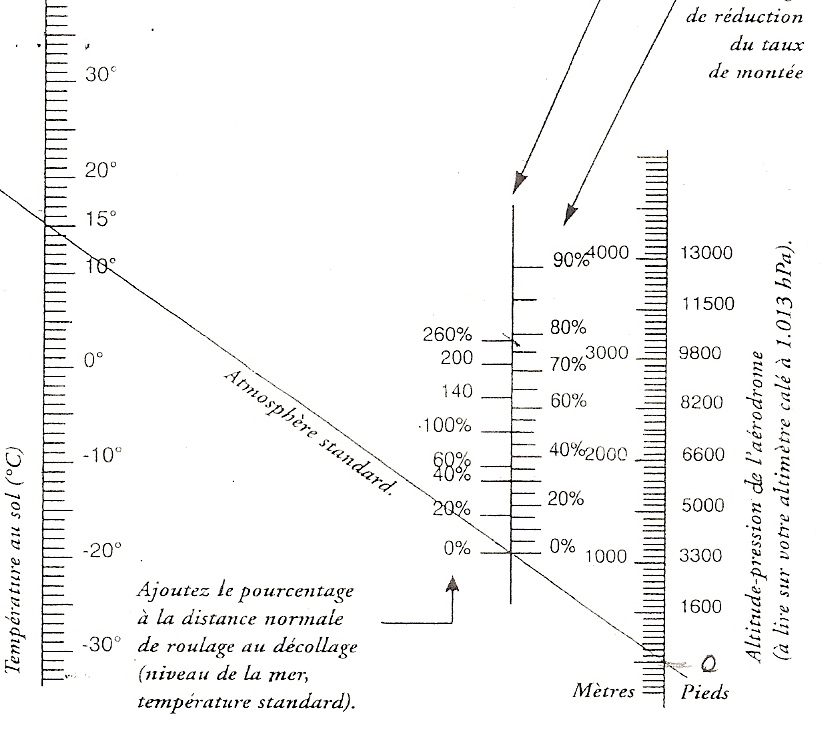 de réduction
du taux
de montée
30°
20°
15°
10°
0°
-10°
-20°
-30°
Température au sol (°C)
Atmosphère standard.
260%
200
140
100%
60%
40%
20%
0%
90%
80%
70%
60%
40%
20%
0%
4000
3000
2000
1000
Mètres
13000
11500
9800
8200
6600
5000
3300
1600
0
Pieds
Altitude-pression de l'aérodrome
(à lire sur votre altimètre calé à 1.013 hPa).
Ajoutez le pourcentage
à la distance normale
de roulage au décollage
(niveau de la mer,
température standard).